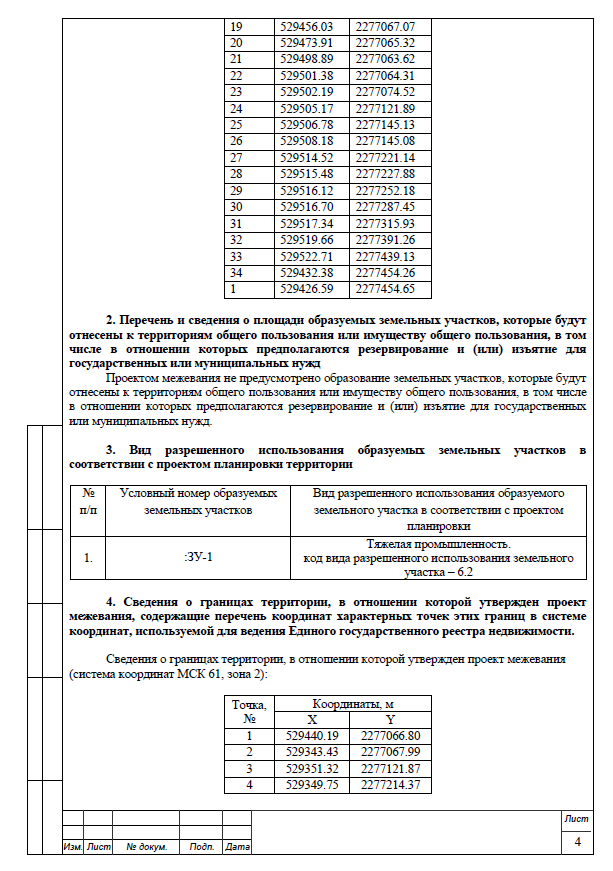 19 529456.03 2277067.07
20 529473.91 2277065.32
21 529498.89 2277063.62
22 529501.38 2277064.31
23 529502.19 2277074.52
24 529505.17 2277121.89
25 529506.78 2277145.13
26 529508.18 2277145.08
27 529514.52 2277221.14
28 529515.48 2277227.88
29 529516.12 2277252.18
30 529516.70 2277287.45
31 529517.34 2277315.93
32 529519.66 2277391.26
33 529522.71 2277439.13
34 529432.38 2277454.26
1 529426.59 2277454.65
2. Перечень и сведения о площади образуемых земельных участков, которые будут
отнесены к территориям общего пользования или имуществу общего пользования, в том
числе в отношении которых предполагаются резервирование и (или) изъятие для
государственных или муниципальных нужд
Проектом межевания не предусмотрено образование земельных участков, которые будут
отнесены к территориям общего пользования или имуществу общего пользования, в том числе
в отношении которых предполагаются резервирование и (или) изъятие для государственных
или муниципальных нужд.
3. Вид разрешенного использования образуемых земельных участков в
соответствии с проектом планировки территории
№ Условный номер образуемых Вид разрешенного использования образуемого
п/п земельных участков земельного участка в соответствии с проектом
планировки
Тяжелая промышленность.
1. :ЗУ-1 код вида разрешенного использования земельного
участка – 6.2
4. Сведения о границах территории, в отношении которой утвержден проект
межевания, содержащие перечень координат характерных точек этих границ в системе
координат, используемой для ведения Единого государственного реестра недвижимости.
Сведения о границах территории, в отношении которой утвержден проект межевания
(система координат МСК 61, зона 2):
Точка, Координаты, м
№ X Y
1 529440.19 2277066.80
2 529343.43 2277067.99
3 529351.32 2277121.87
4 529349.75 2277214.37
Лист
4
Изм. Лист № докум. Подп. Дата